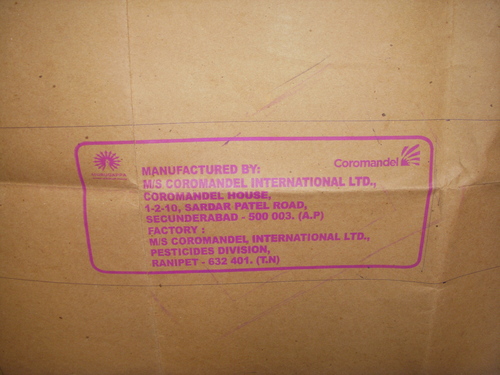 Coromandel
MANUFACTURED BY:
M/S COROMANDEL INTERNATIONAL LTD.,
COROMANDEL HOUSE,
1-2-10, SARDAR PATEL ROAD,
SECUNDERABAD - 500 003. (A.P)
FACTORY :
M/S COROMANDEL INTERNATIONAL LTD.,
PESTICIDES DIVISION,
RANIPET - 632 401. (T.N)